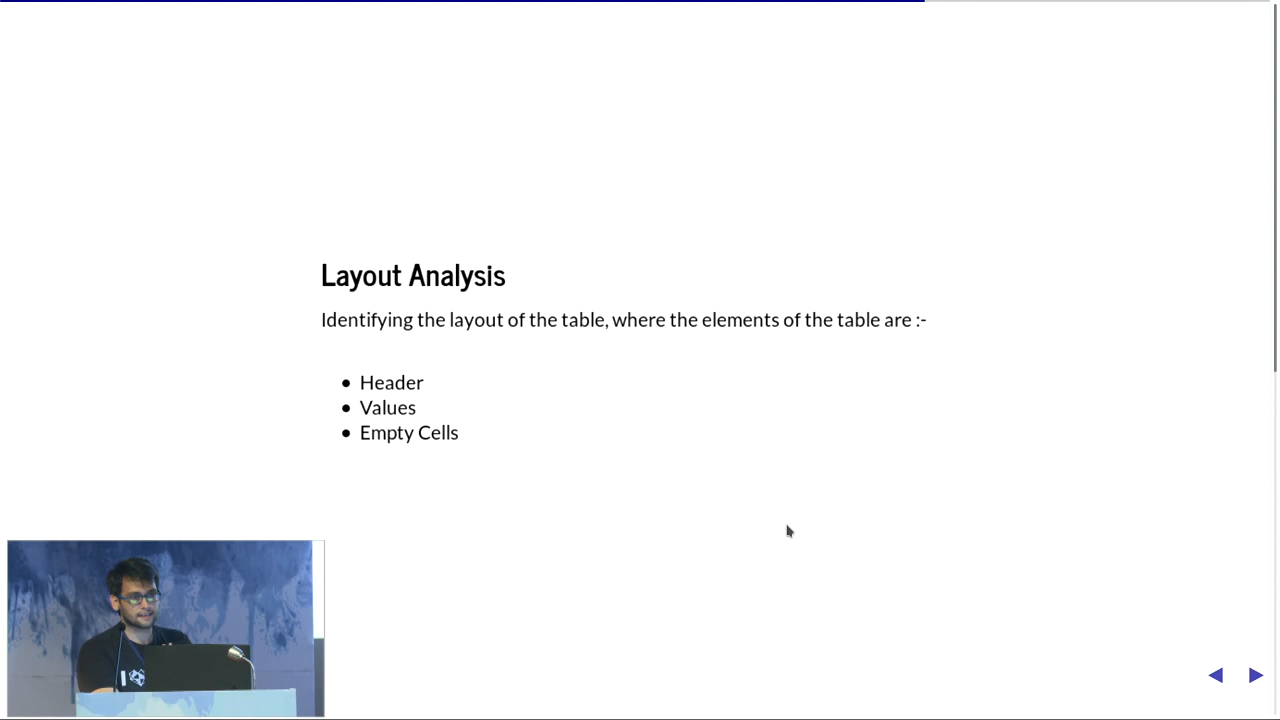 Layout Analysis
Identifying the layout of the table, where the elements of the table are :-
Header
Values
Empty Cells